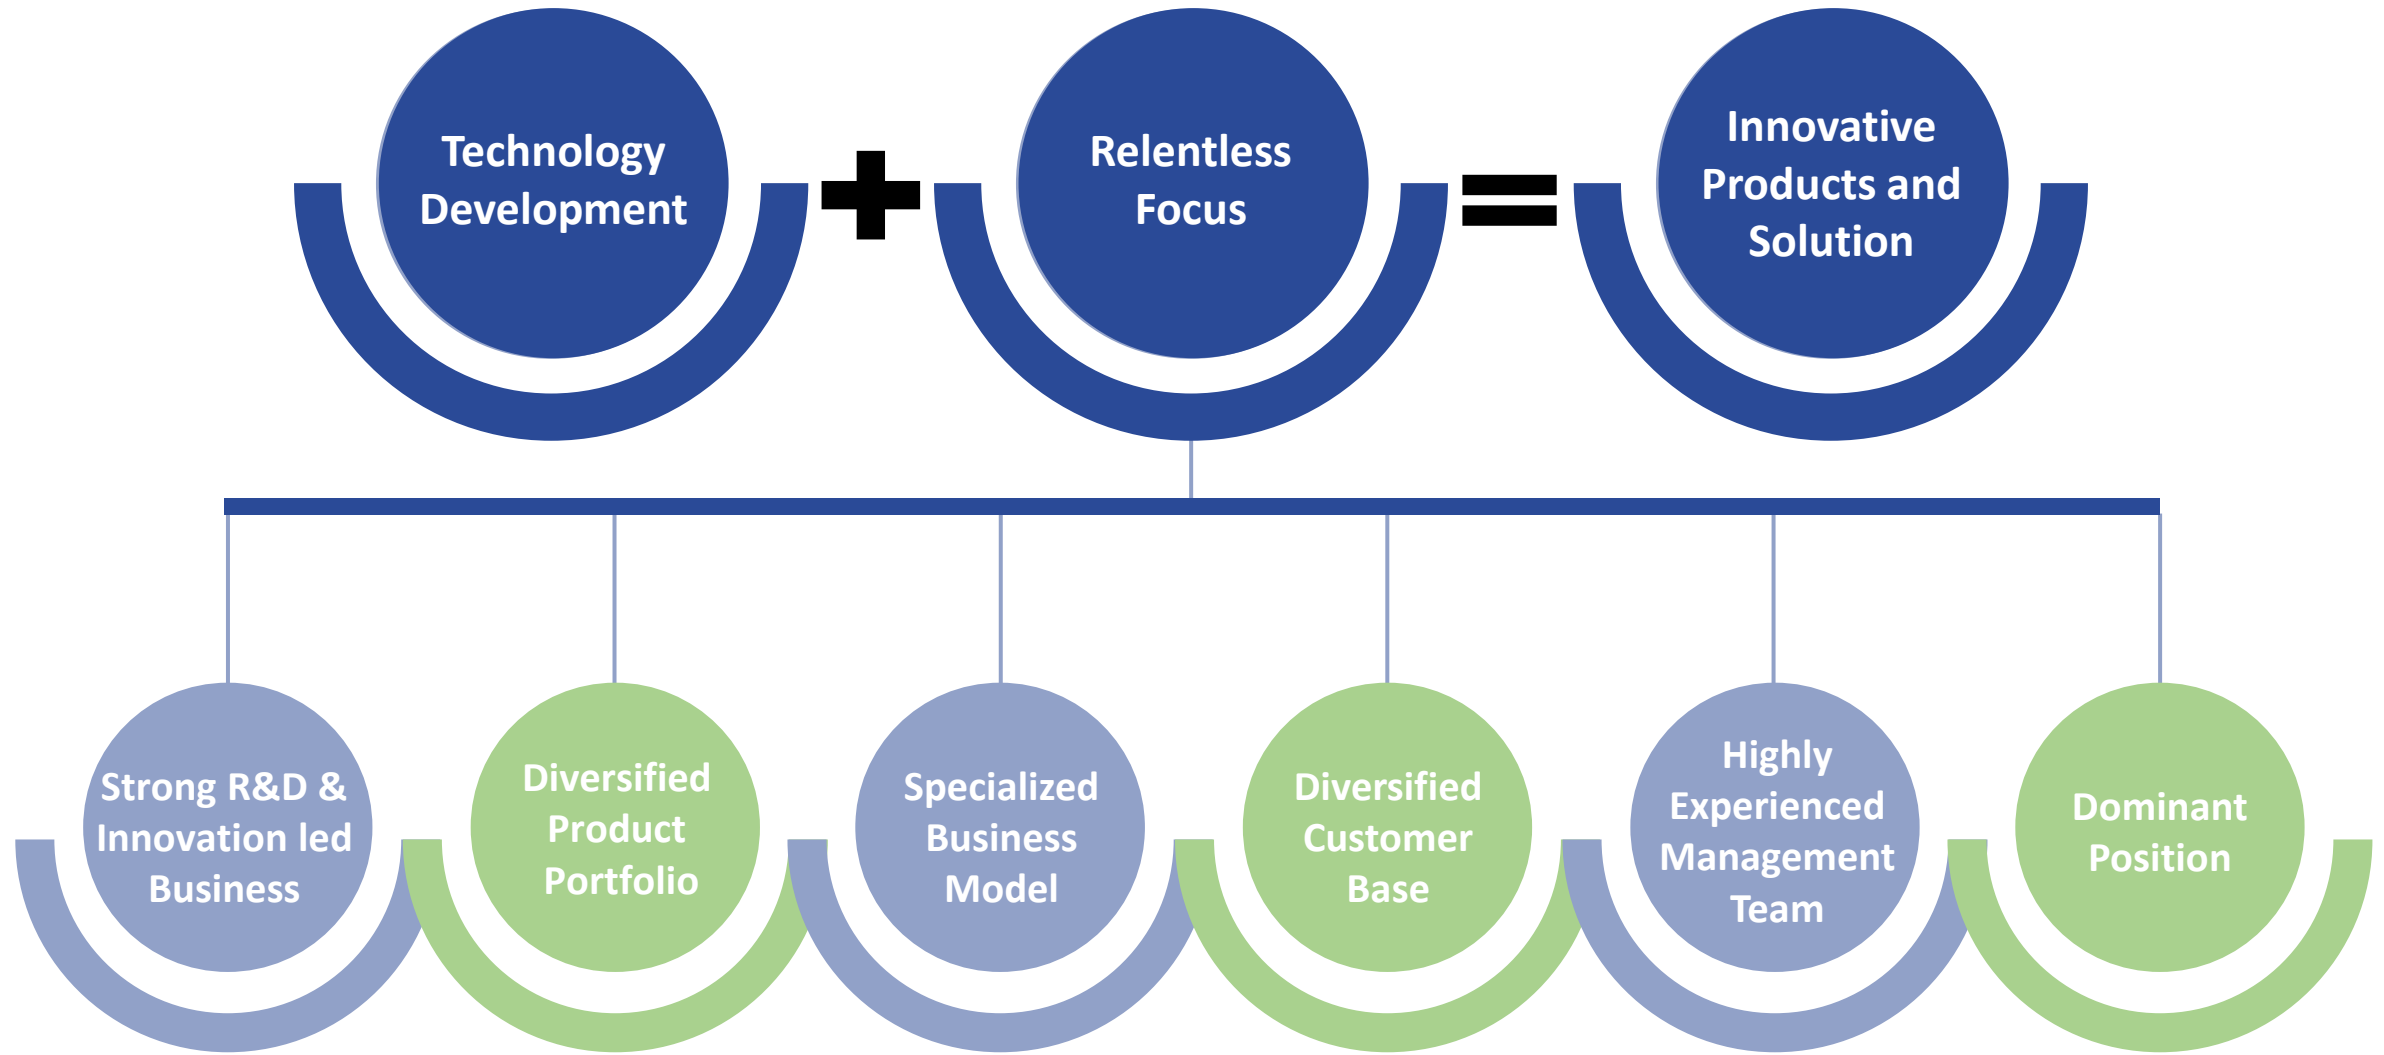 Technology
Development
Relentless
Focus
Innovative
Products and
Solution
Strong R&D &
Innovation led
Business
Diversified
Product
Portfolio
Specialized
Business
Model
Diversified
Customer
Base
Highly
Experienced
Management
Team
Dominant
Position